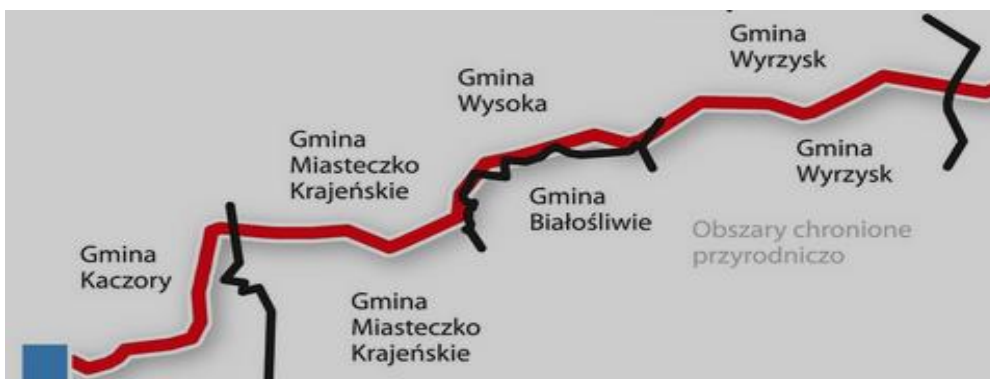 Gmina
Wyrzysk
Gmina
Wysoka
Gmina
Miasteczko
Krajeńskie
Gmina
Wyrzysk
Gmina
Białośliwie
Obszary chronione
przyrodniczo
Gmina
Kaczory
Gmina
Miasteczko
Krajeńskie